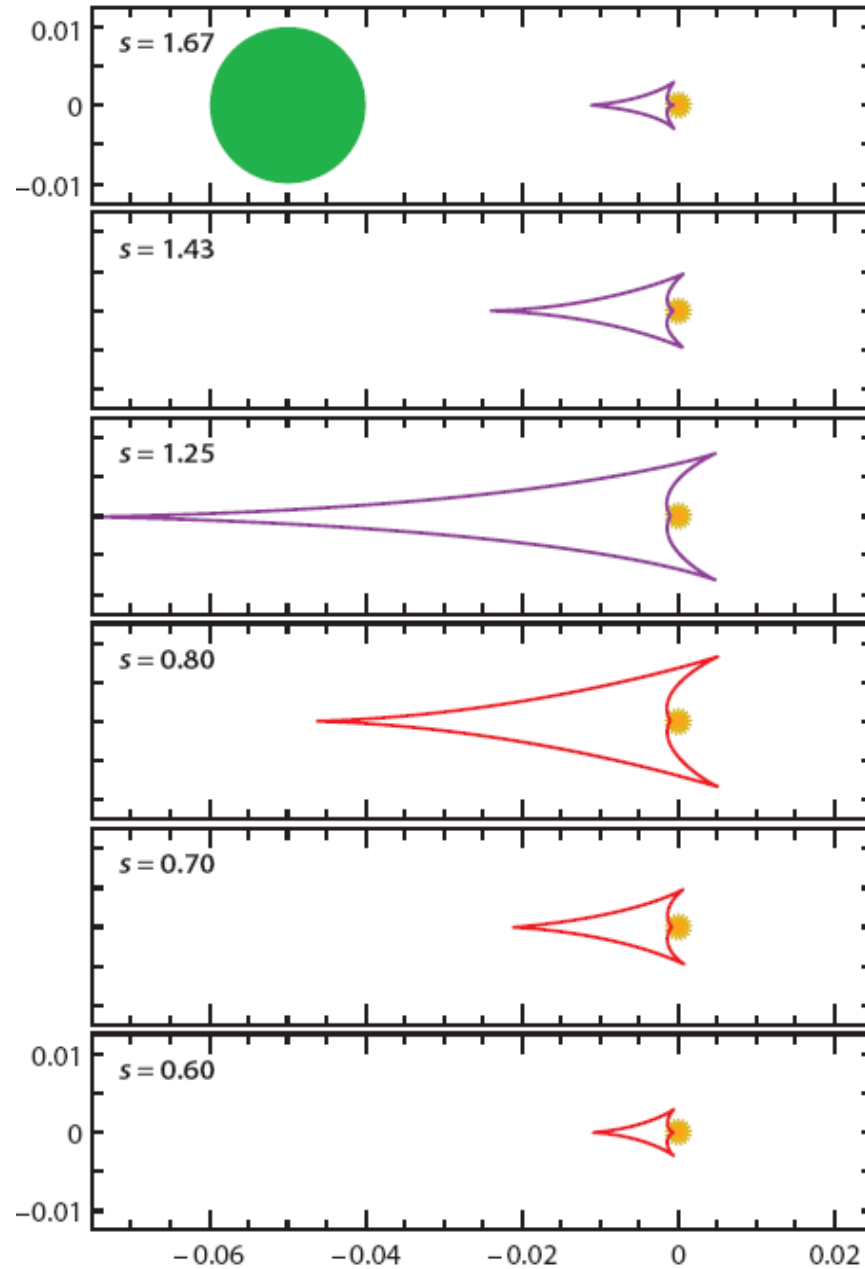 0.01
s = 1.67
0
−0.01
s = 1.43
s = 1.25
s = 0.80
s = 0.70
0.01
s = 0.60
0
−0.01
−0.06 −0.04 −0.02 0 0.02